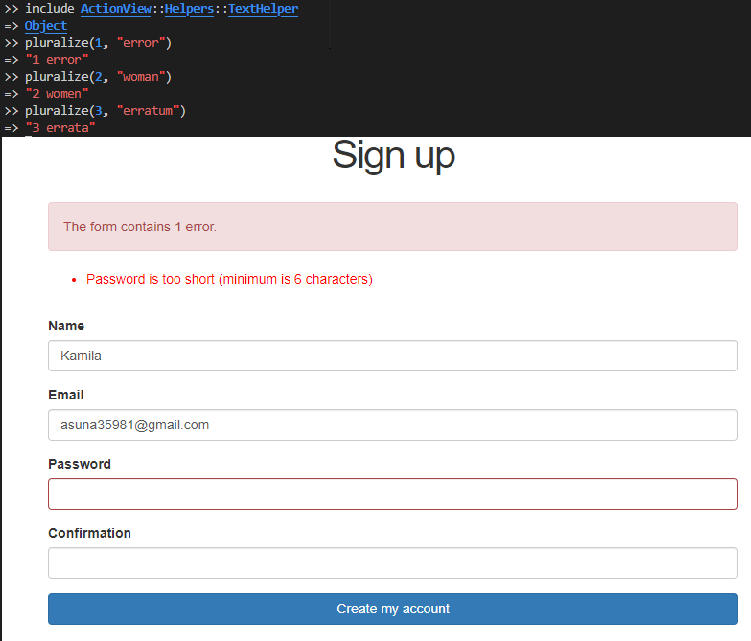 >> include ActionView::Helpers::TextHelper
=> Object
>> pluralize(1, "error")
=> "1 error"
>> pluralize(2, "woman")
=> "2 women"
>> pluralize(3, "erratum")
=> "3 errata"
Sign up
The form contains 1 error.
• Password is too short (minimum is 6 characters)
Name
Kamila
Email
asuna35981@gmail.com
Password
Confirmation
Create my account